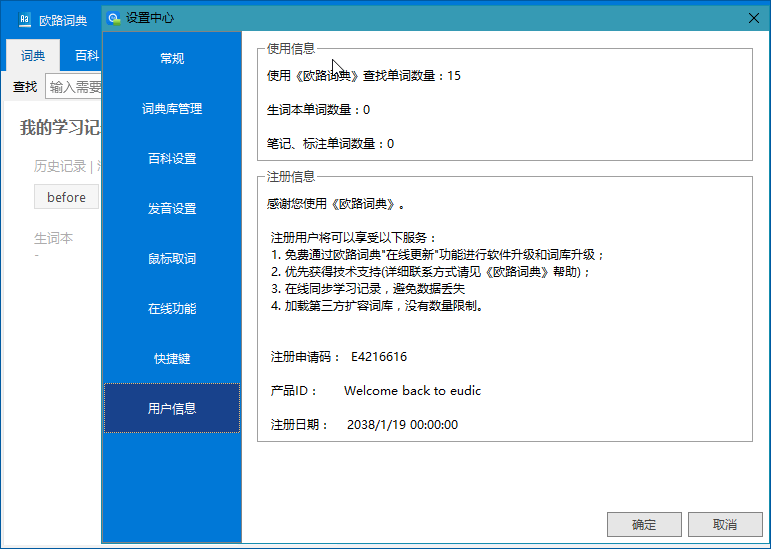 欧路词典
设置中心
词典
百科
查找
输入需要
我的学习记
历史记录 |
before
生词本
-
常规
词典库管理
百科设置
发音设置
鼠标取词
在线功能
快捷键
用户信息
使用信息
使用《欧路词典》查找单词数量：15
生词本单词数量：0
笔记、标注单词数量：0
注册信息
感谢您使用《欧路词典》。
注册用户将可以享受以下服务：
1. 免费通过欧路词典"在线更新"功能进行软件升级和词库升级；
2. 优先获得技术支持(详细联系方式请见《欧路词典》帮助)；
3. 在线同步学习记录，避免数据丢失
4. 加载第三方扩容词库，没有数量限制。
注册申请码： E4216616
产品ID： Welcome back to eudic
注册日期： 2038/1/19 00:00:00
确定
取消